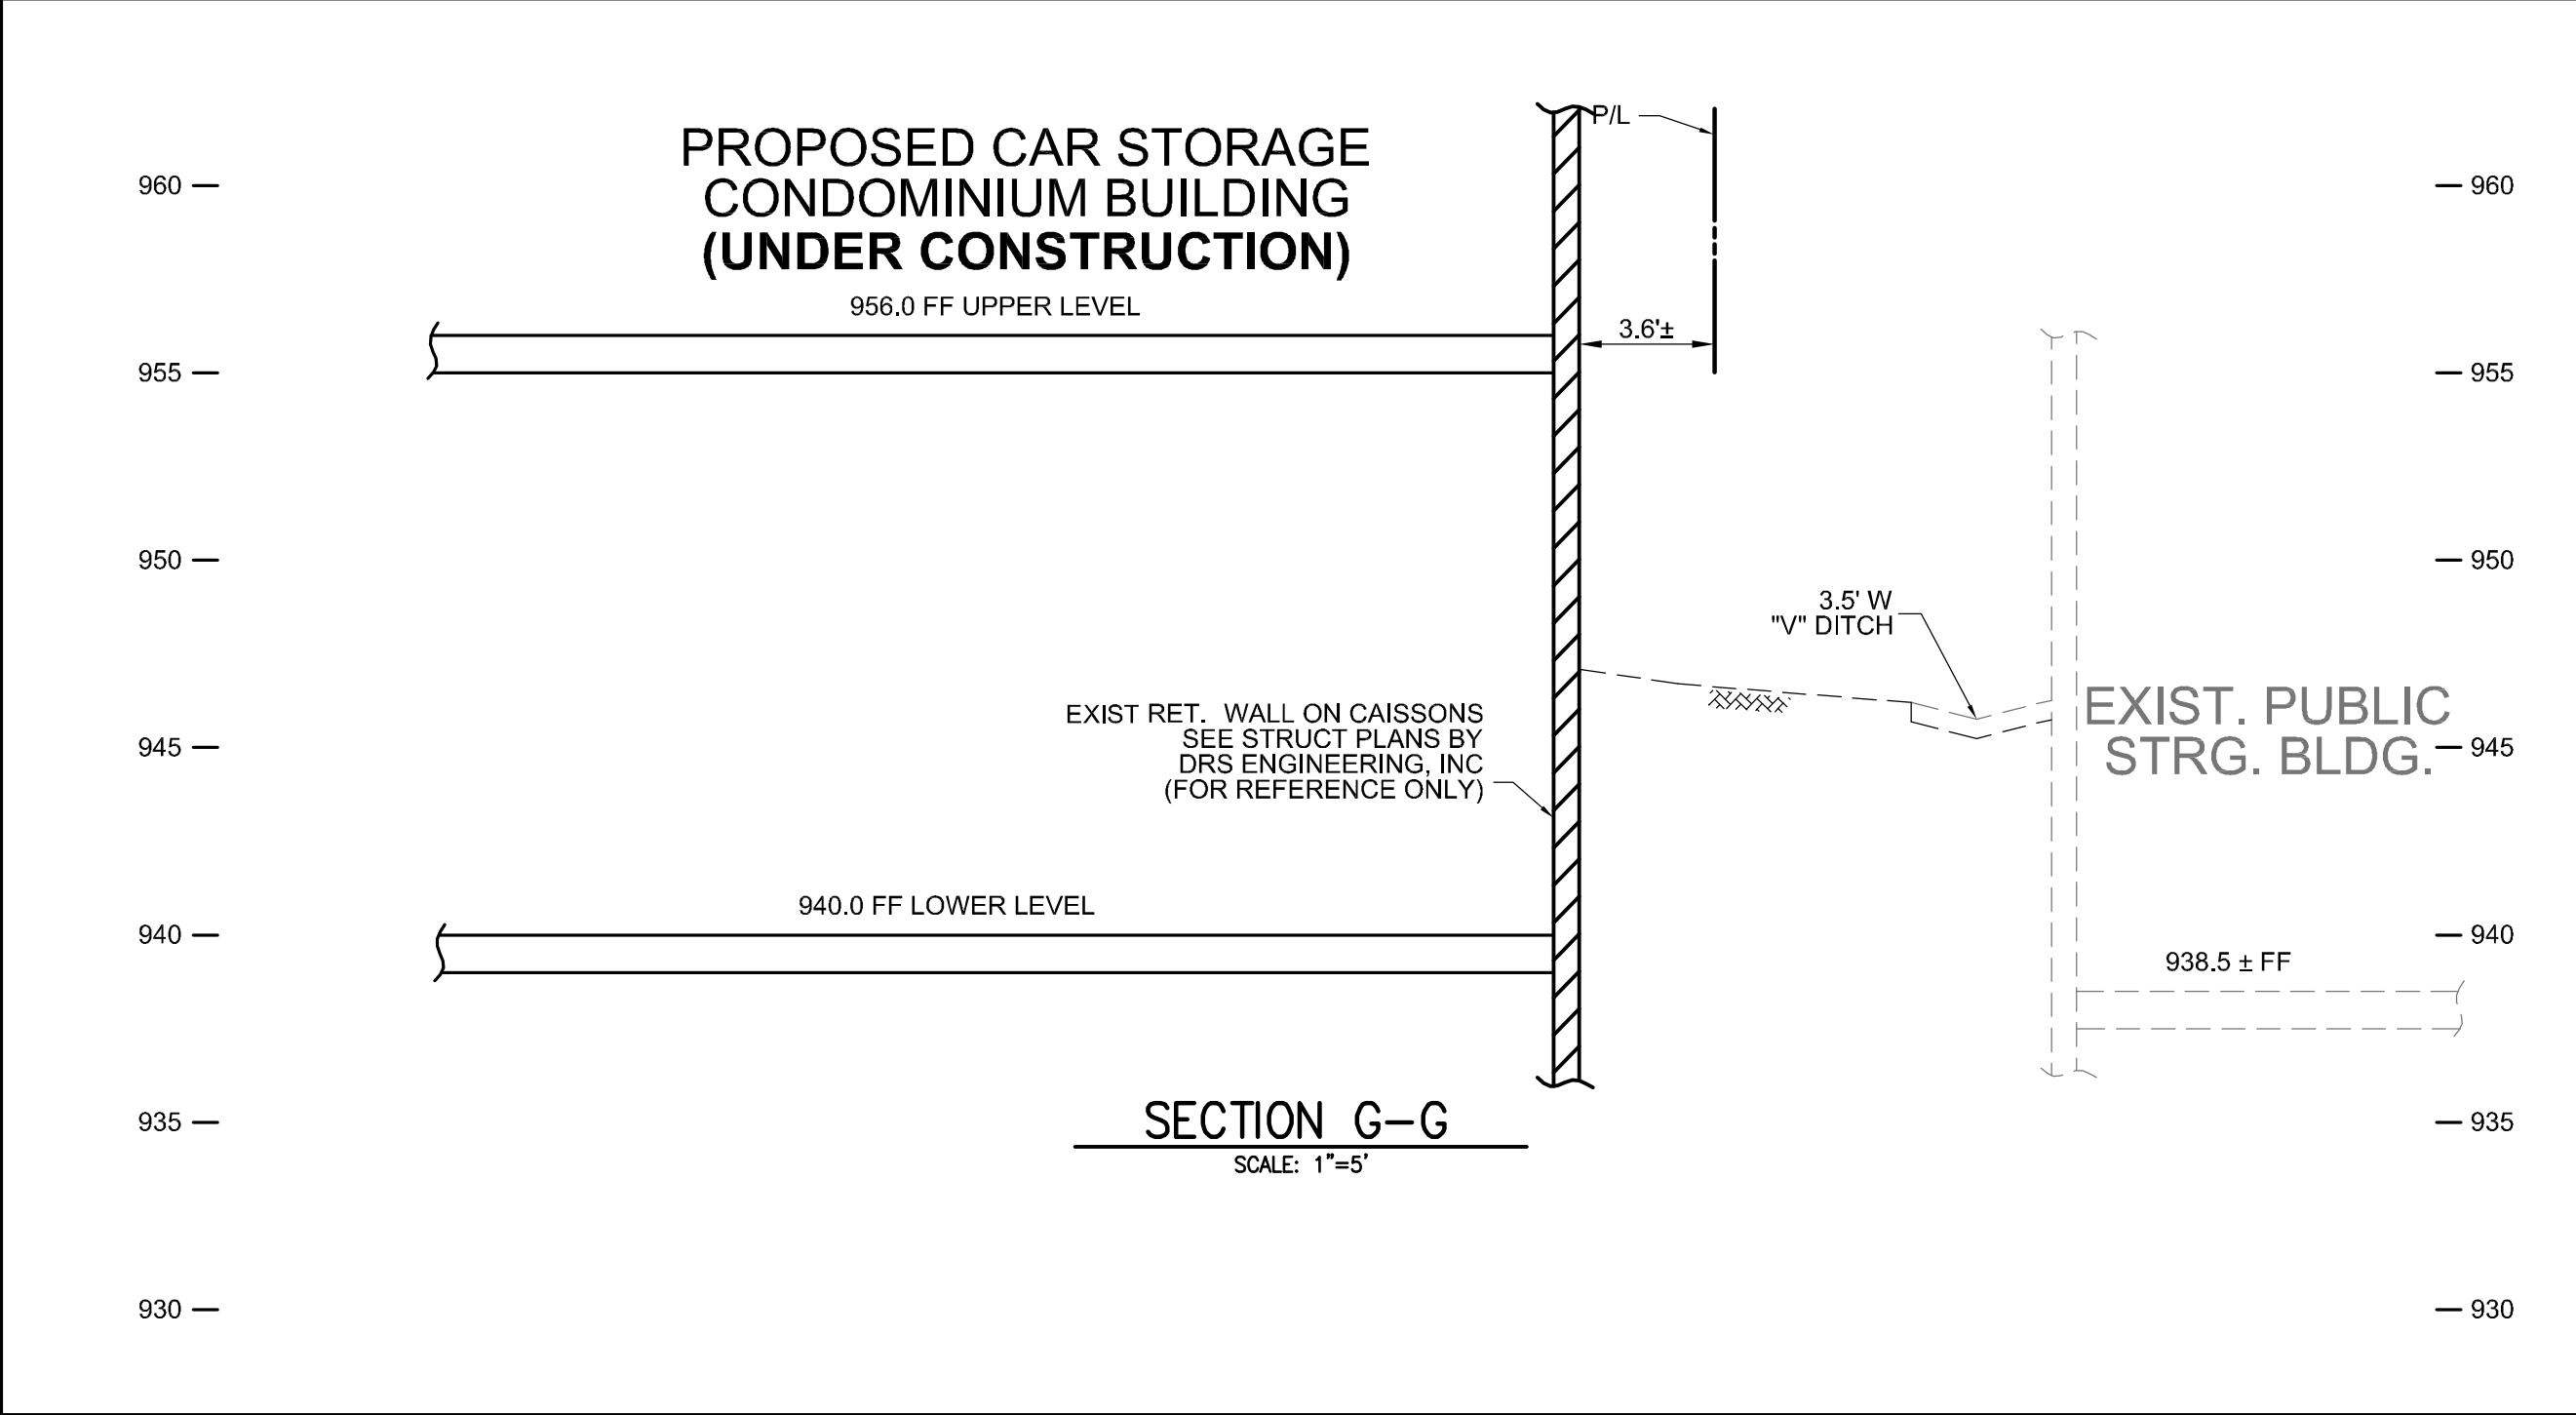 PROPOSED CAR STORAGE
CONDOMINIUM BUILDING
(UNDER CONSTRUCTION)
P/L
960
960
956.0 FF UPPER LEVEL
3.6'±
955
955
950
950
3.5' W
"V" DITCH
EXIST RET. WALL ON CAISSONS
SEE STRUCT PLANS BY
DRS ENGINEERING, INC
(FOR REFERENCE ONLY)
EXIST. PUBLIC
STRG. BLDG.
945
945
940.0 FF LOWER LEVEL
940
940
938.5 ± FF
935
935
SECTION G-G
SCALE: 1"=5'
930
930